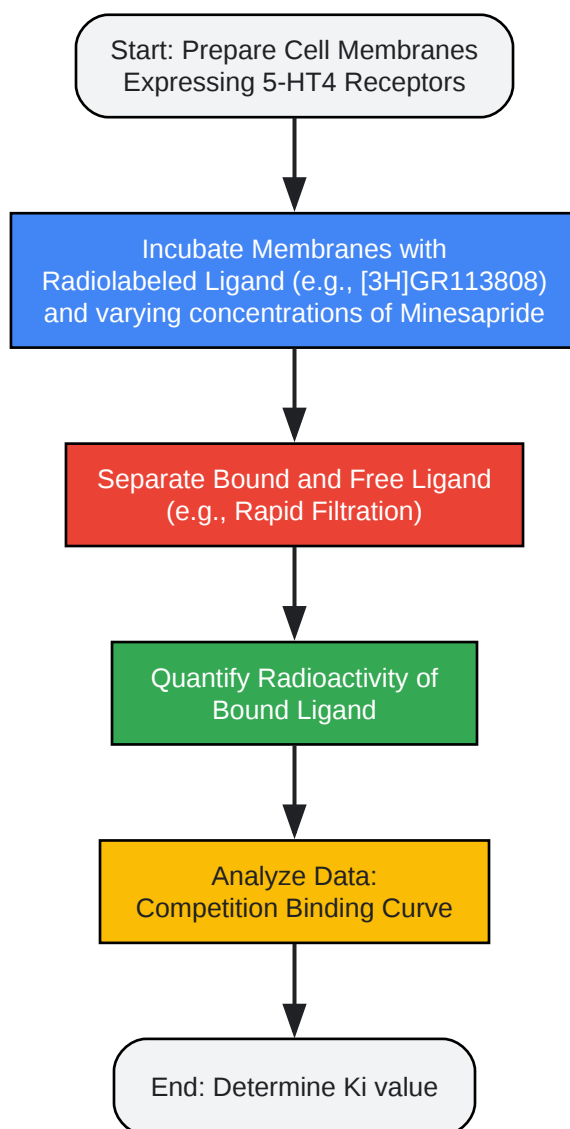 Start: Prepare Cell Membranes
Expressing 5-HT4 Receptors
Incubate Membranes with
Radiolabeled Ligand (e.g., [3H]GR113808)
and varying concentrations of Minesapride
Separate Bound and Free Ligand
(e.g., Rapid Filtration)
Quantify Radioactivity of
Bound Ligand
Analyze Data:
Competition Binding Curve
End: Determine Ki value